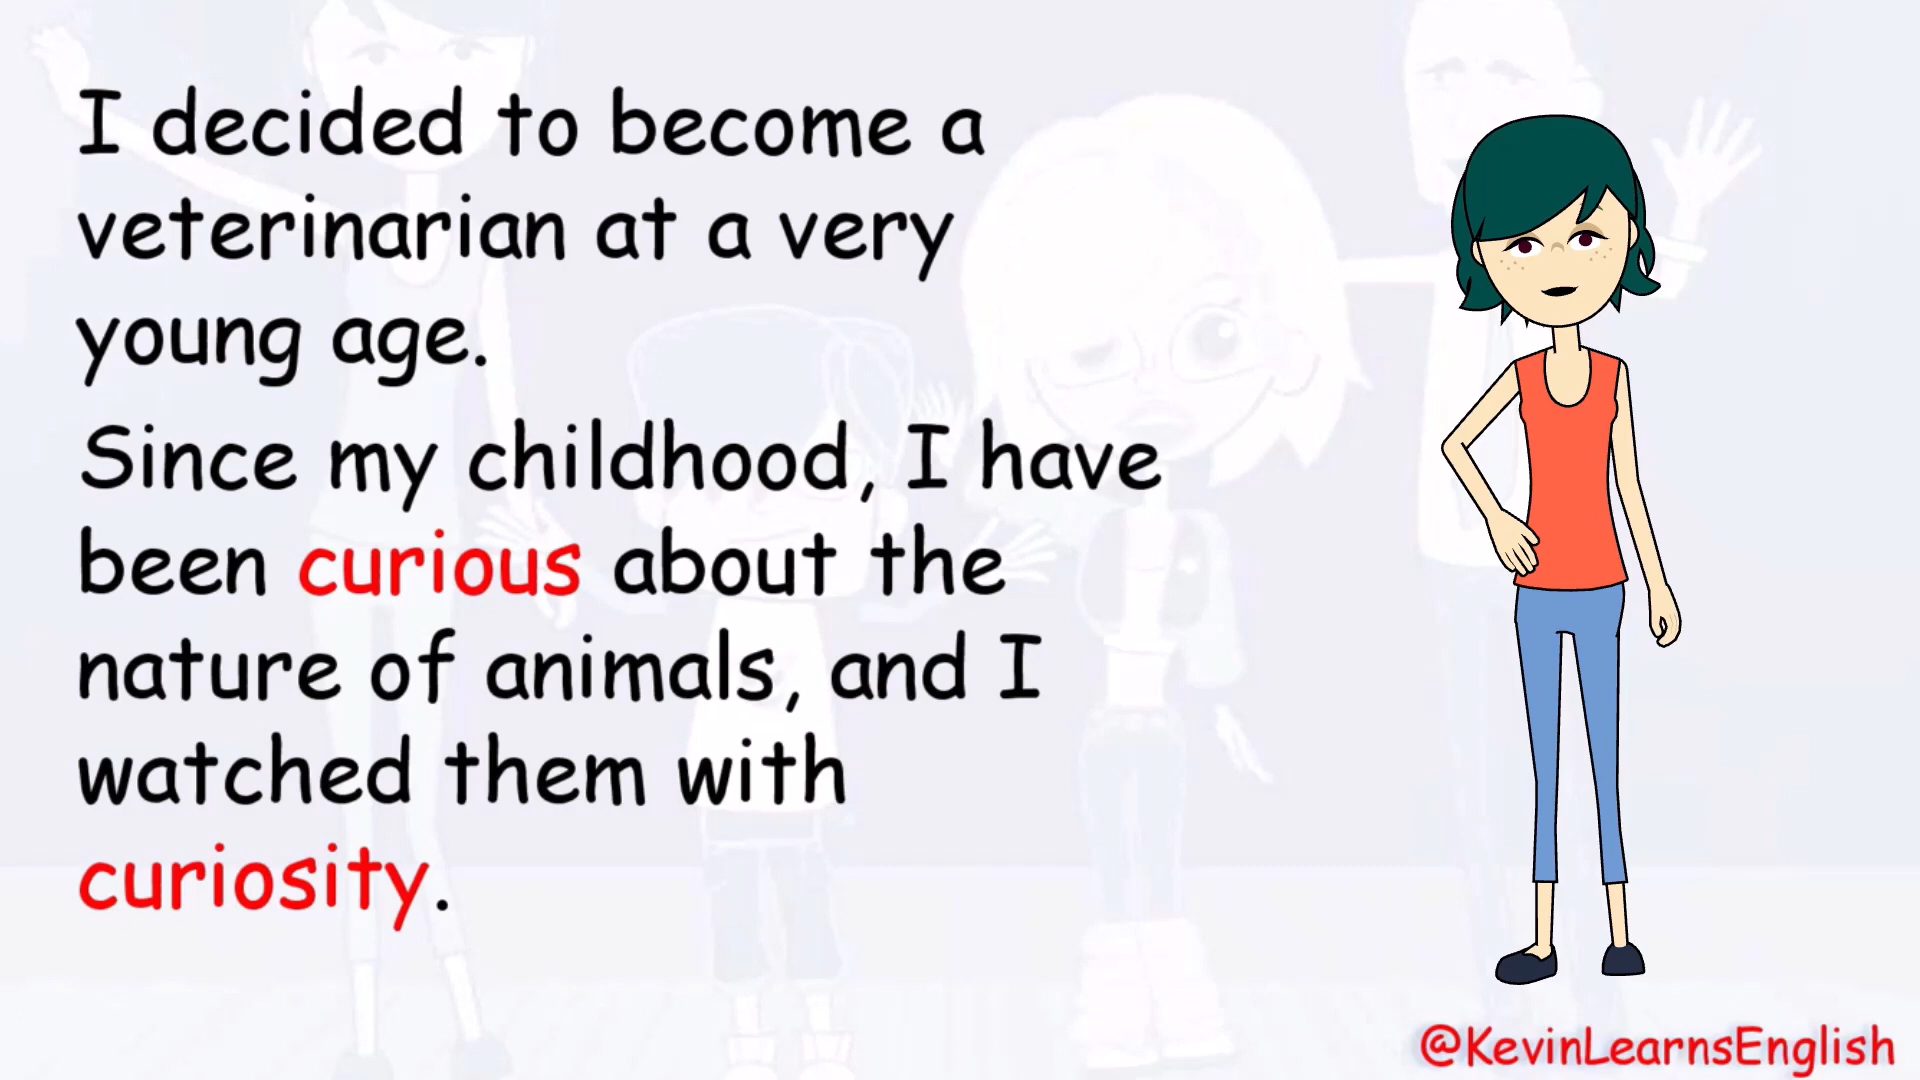 I decided to become a
veterinarian at a very
young age.
Since my childhood, I have
been curious about the
nature of animals, and I
watched them with
curiosity.
@KevinLearnsEnglish